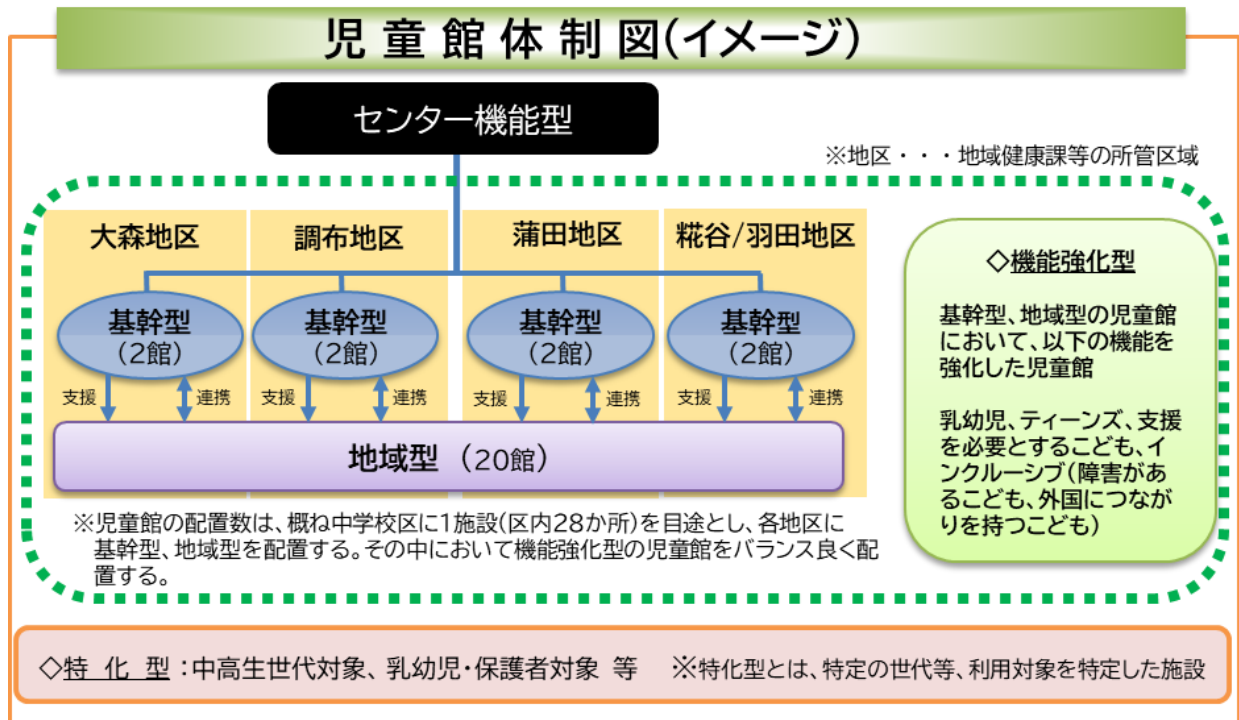 児童館体制図(イメージ)
センター機能型
※地区・・・地域健康課等の所管区域
大森地区
調布地区
蒲田地区
糀谷/羽田地区
基幹型
(2館)
基幹型
(2館)
基幹型
(2館)
基幹型
(2館)
支援
連携
支援
連携
支援
連携
支援
連携
地域型 (20館)
※児童館の配置数は、概ね中学校区に1施設(区内28か所)を目途とし、各地区に
基幹型、地域型を配置する。その中において機能強化型の児童館をバランス良く配
置する。
◇機能強化型
基幹型、地域型の児童館
において、以下の機能を
強化した児童館
乳幼児、ティーンズ、支援
を必要とするこども、イ
ンクルーシブ(障害があ
るこども、外国につなが
りを持つこども)
◇特 化 型:中高生世代対象、乳幼児・保護者対象 等 ※特化型とは、特定の世代等、利用対象を特定した施設